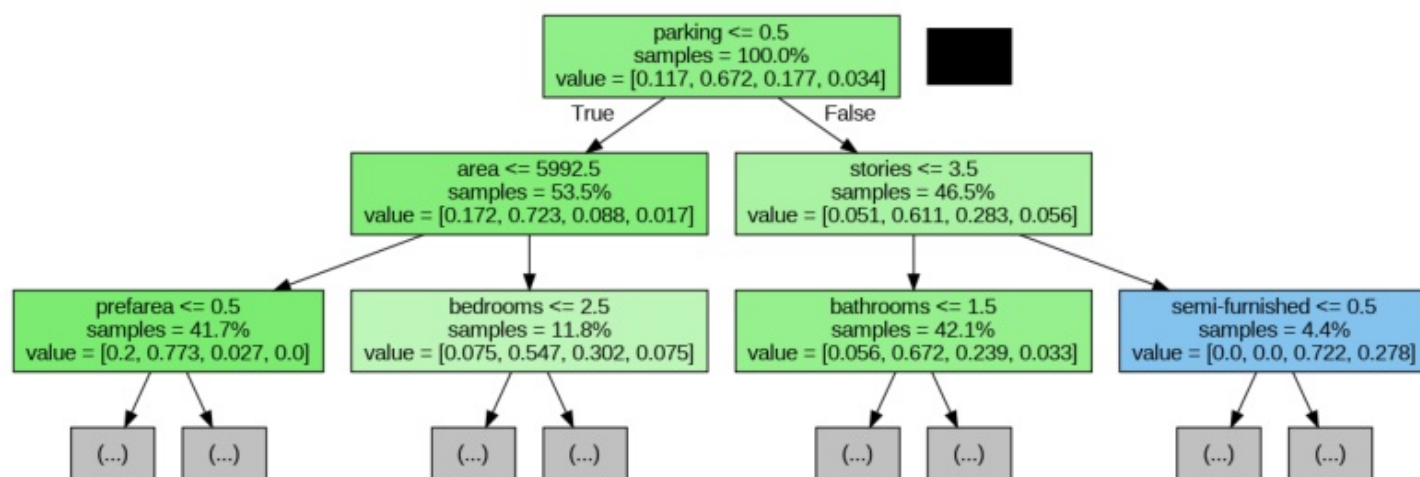 parking <= 0.5
samples = 100.0%
value = [0.117, 0.672, 0.177, 0.034]
True
False
area <= 5992.5
samples = 53.5%
value = [0.172, 0.723, 0.088, 0.017]
stories <= 3.5
samples = 46.5%
value = [0.051, 0.611, 0.283, 0.056]
prefarea <= 0.5
samples = 41.7%
value = [0.2, 0.773, 0.027, 0.0]
bedrooms <= 2.5
samples = 11.8%
value = [0.075, 0.547, 0.302, 0.075]
bathrooms <= 1.5
samples = 42.1%
value = [0.056, 0.672, 0.239, 0.033]
semi-furnished <= 0.5
samples = 4.4%
value = [0.0, 0.0, 0.722, 0.278]
(...)
(...)
(...)
(...)
(...)
(...)
(...)
(...)